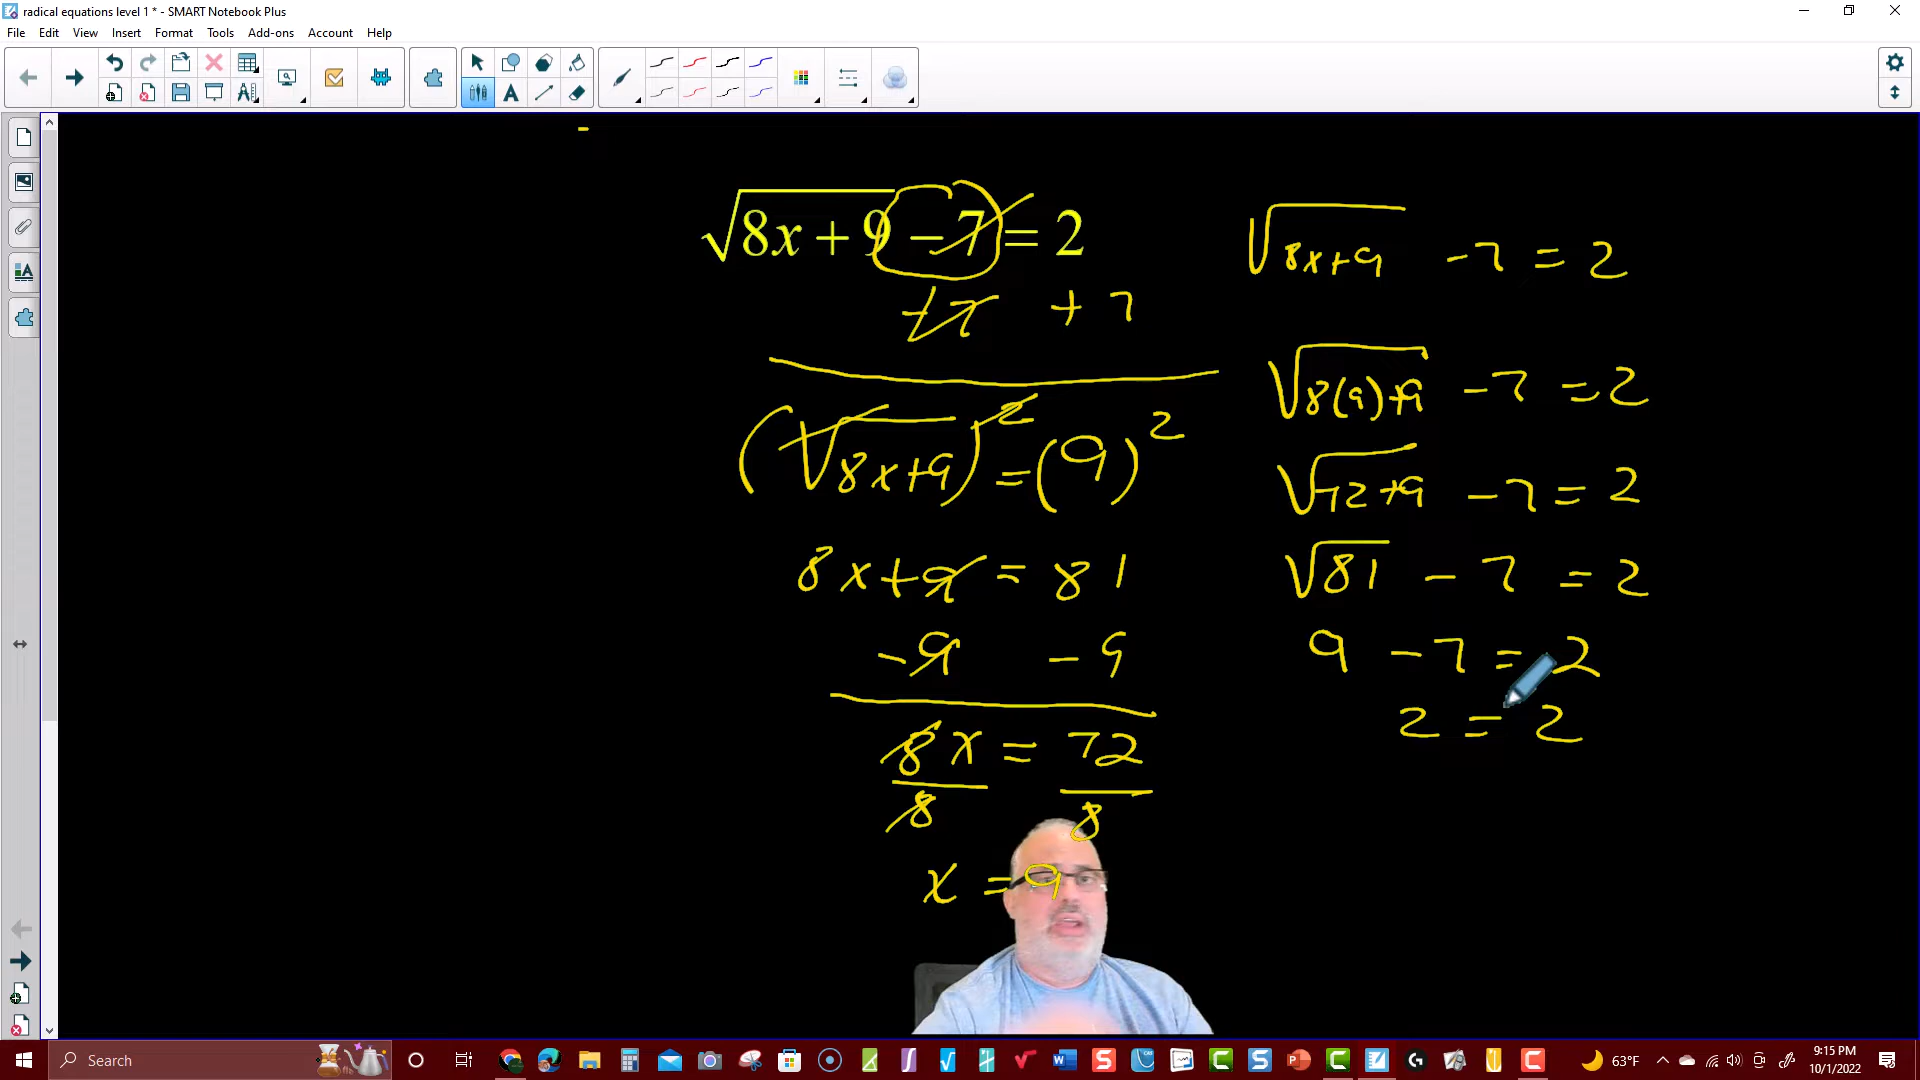 radical equations level 1 * - SMART Notebook Plus
File Edit View Insert Format Tools Add-ons Account Help
√8x+9 − 7 = 2
+7 + 7
(√8x+9)² = (9)²
8x+9 = 81
-9 - 9
8x = 72
8 8
x = 9
√8x+9 -7 = 2
√8(9)+9 -7 = 2
√72+9 -7 = 2
√81 - 7 = 2
9 - 7 = 2
2 = 2
Search
63°F
9:15 PM
10/1/2022